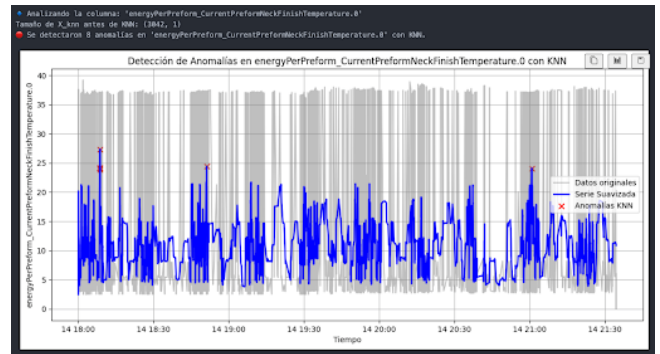 Analizando la columna: 'energyPerPreform_CurrentPreformNeckFinishTemperature.0'
Tamaño de X_knn antes de KNN: (3042, 1)
Se detectaron 8 anomalías en 'energyPerPreform_CurrentPreformNeckFinishTemperature.0' con KNN.
Detección de Anomalías en energyPerPreform_CurrentPreformNeckFinishTemperature.0 con KNN
energyPerPreform_CurrentPreformNeckFinishTemperature.0
40
35
30
25
20
15
10
5
0
Datos originales
Serie Suavizada
Anomalías KNN
14 18:00 14 18:30 14 19:00 14 19:30 14 20:00 14 20:30 14 21:00 14 21:30
Tiempo